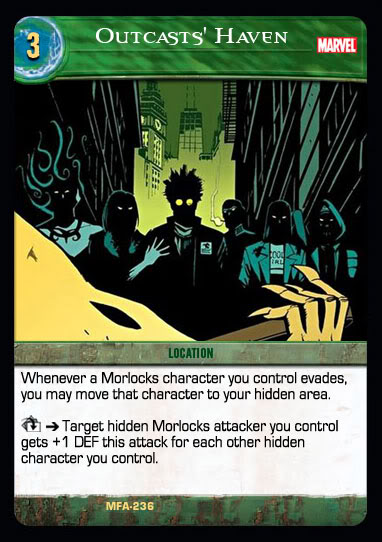 3
OUTCASTS' HAVEN
MARVEL
LOCATION
Whenever a Morlocks character you control evades,
you may move that character to your hidden area.
➔ Target hidden Morlocks attacker you control
gets +1 DEF this attack for each other hidden
character you control.
MFA-236